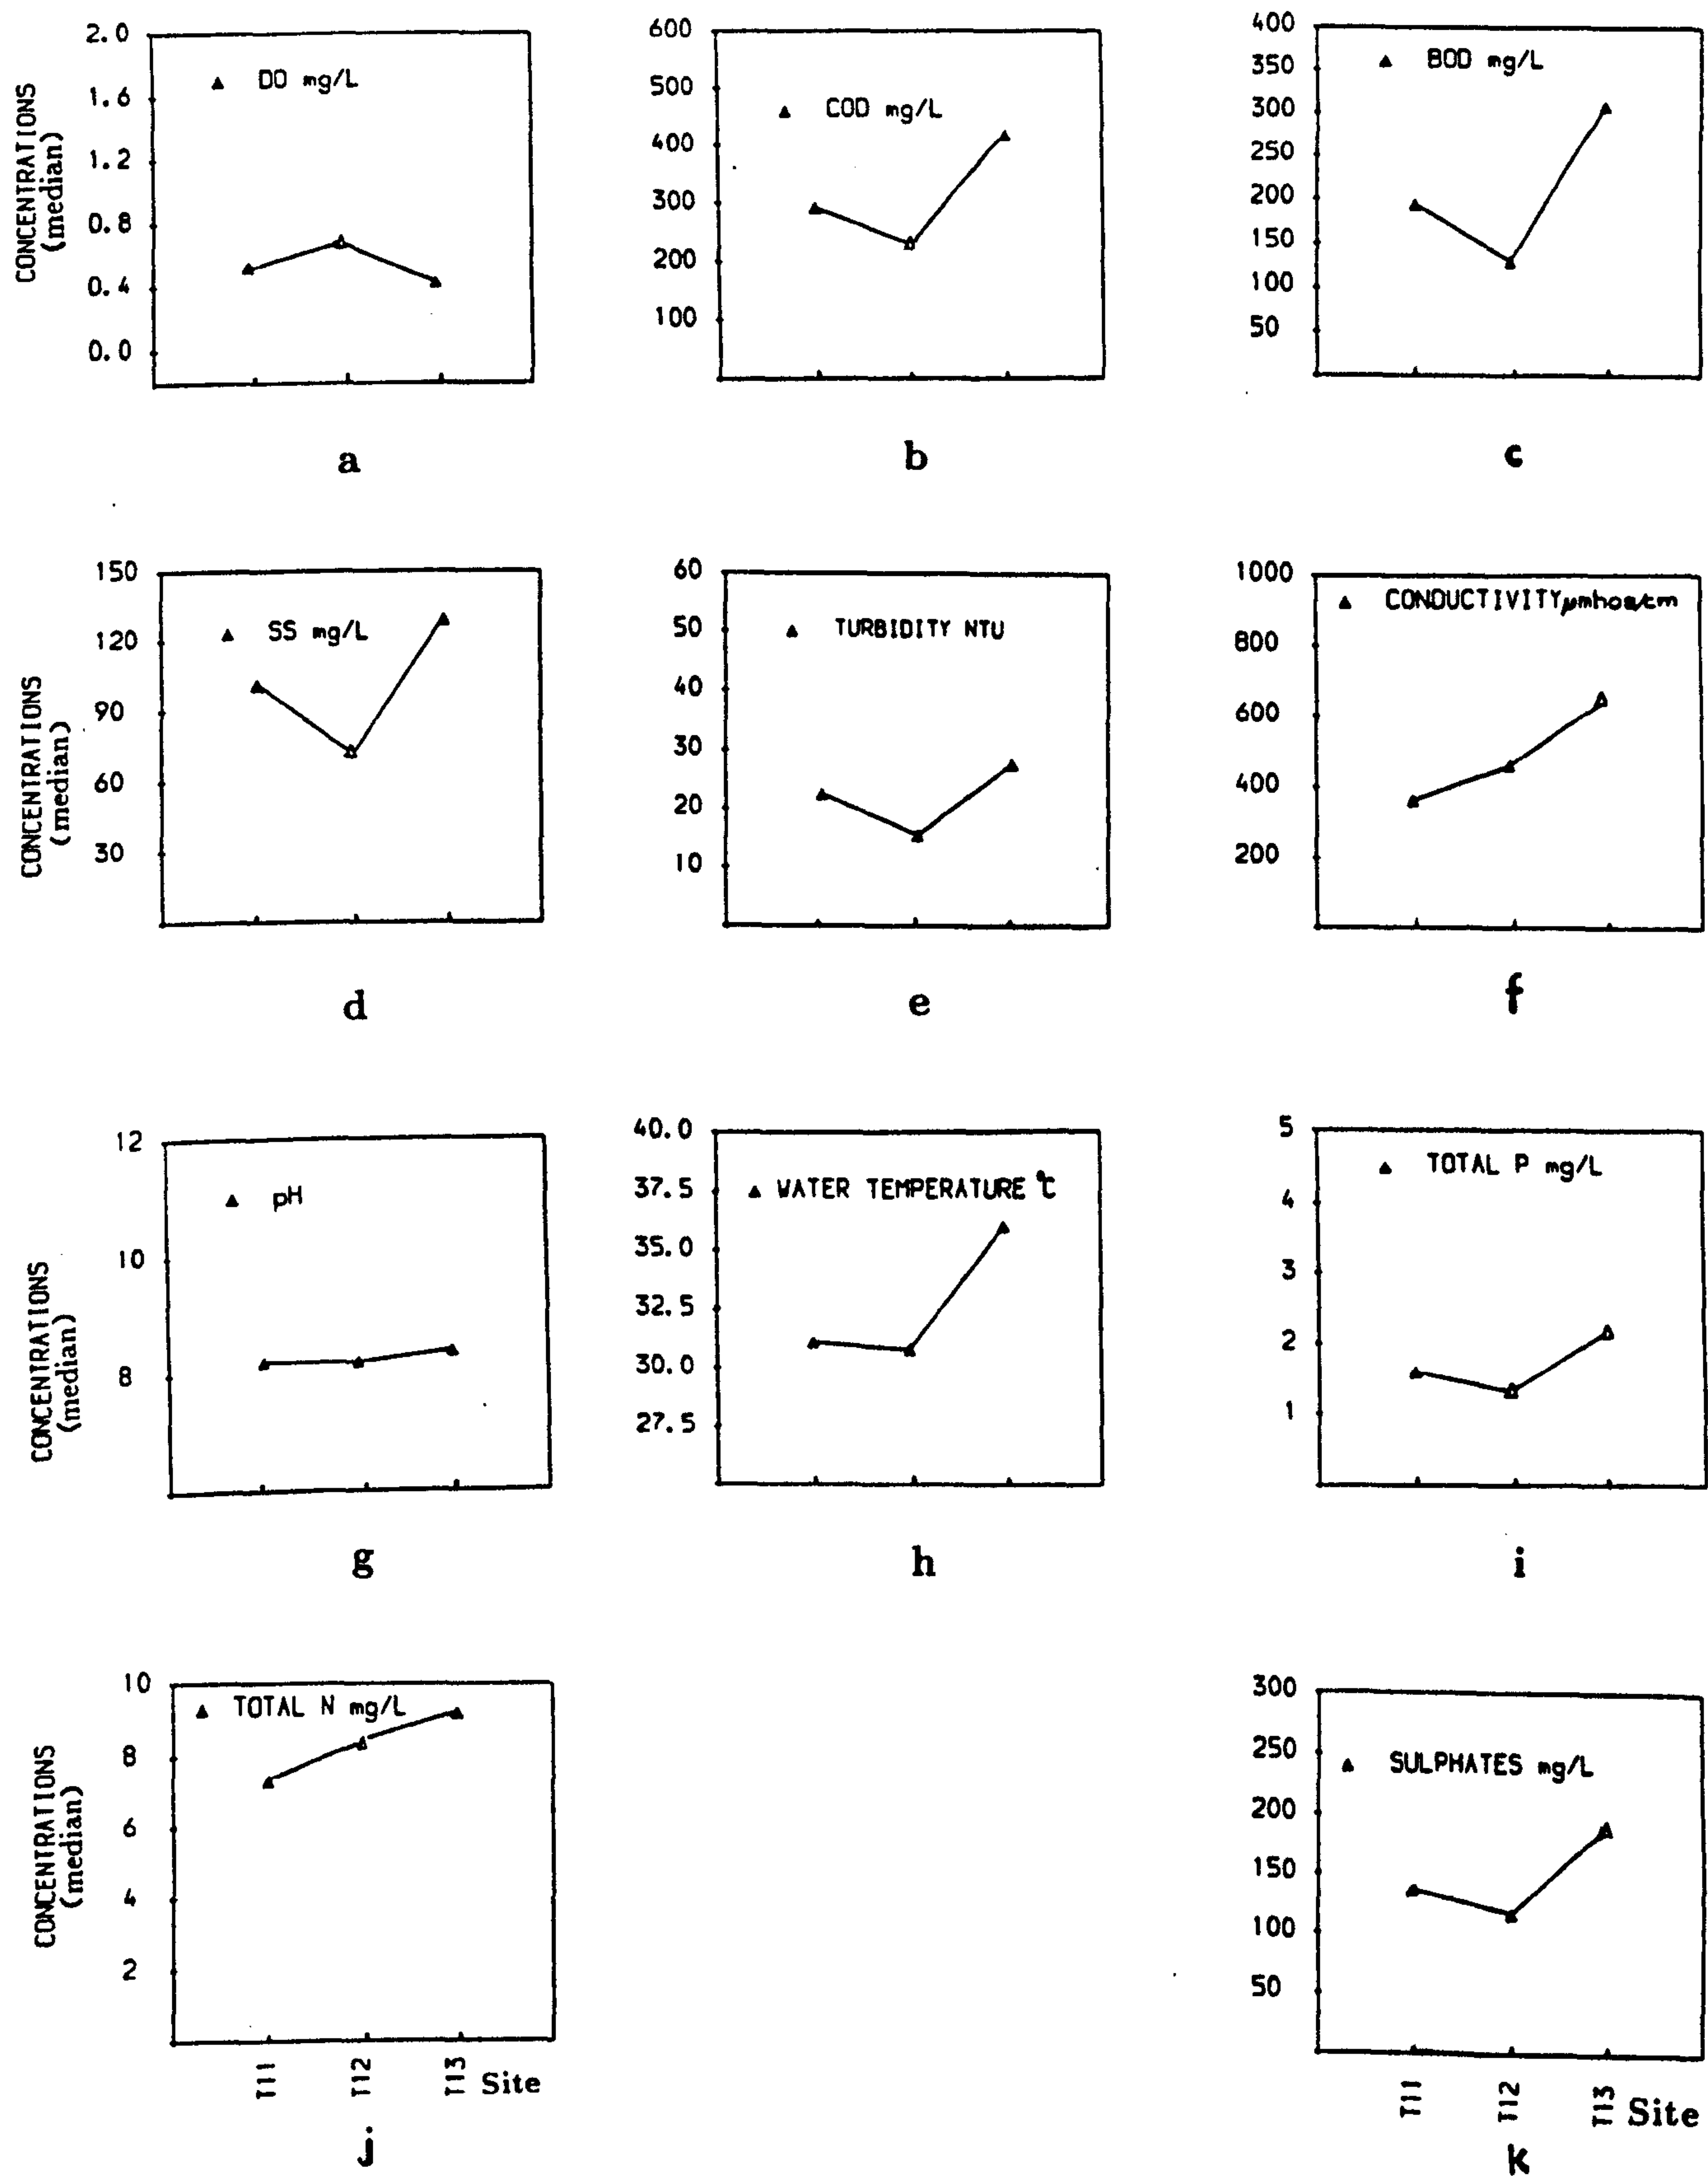 2.0
1.6
1.2
0.8
0.4
0.0
CONCENTRATIONS
(median)
▲ DO mg/L
a
600
500
400
300
200
100
▲ COD mg/L
b
400
350
300
250
200
150
100
50
▲ BOD mg/L
c
150
120
90
60
30
CONCENTRATIONS
(median)
▲ SS mg/L
d
60
50
40
30
20
10
▲ TURBIDITY NTU
e
1000
800
600
400
200
▲ CONDUCTIVITY µmhos/cm
f
12
10
8
CONCENTRATIONS
(median)
▲ pH
g
40.0
37.5
35.0
32.5
30.0
27.5
▲ WATER TEMPERATURE °C
h
5
4
3
2
1
▲ TOTAL P mg/L
i
10
8
6
4
2
CONCENTRATIONS
(median)
▲ TOTAL N mg/L
T11
T12
T13
Site
j
300
250
200
150
100
50
▲ SULPHATES mg/L
T11
T12
T13
Site
k